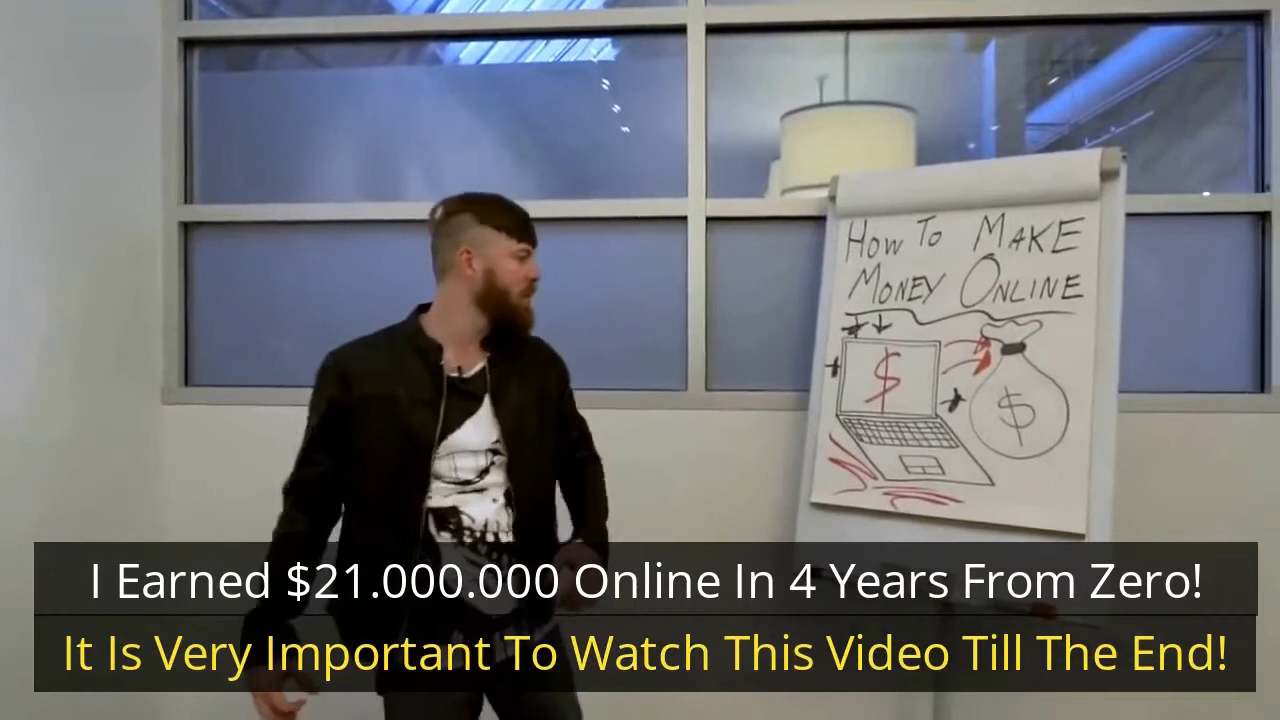 How To MAKE
MONEY ONLINE
$
$
I Earned $21.000.000 Online In 4 Years From Zero!
It Is Very Important To Watch This Video Till The End!